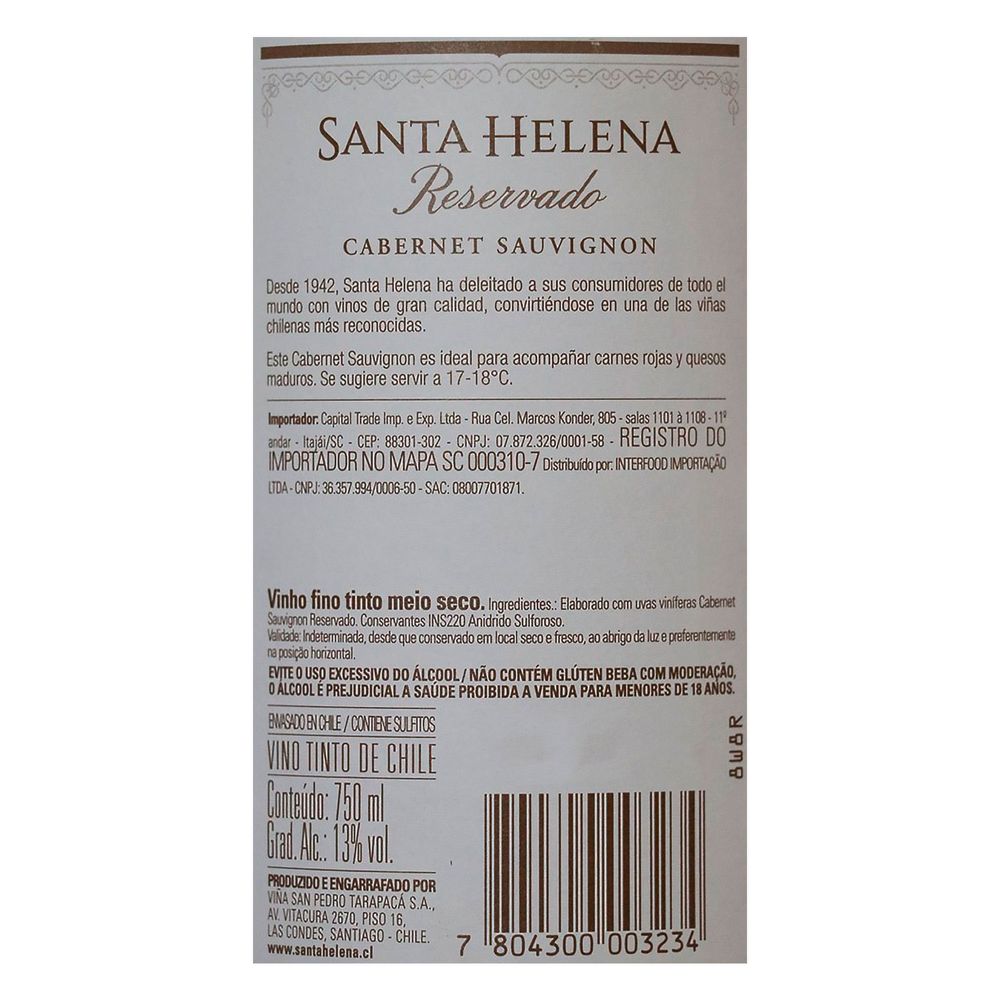 SANTA HELENA
Reservado
CABERNET SAUVIGNON
Desde 1942, Santa Helena ha deleitado a sus consumidores de todo el
mundo con vinos de gran calidad, convirtiéndose en una de las viñas
chilenas más reconocidas.
Este Cabernet Sauvignon es ideal para acompañar carnes rojas y quesos
maduros. Se sugiere servir a 17-18°C.
Importador: Capital Trade Imp. e Exp. Ltda - Rua Cel. Marcos Konder, 805 - salas 1101 à 1108 - 11º
andar - Itajái/SC - CEP: 88301-302 - CNPJ: 07.872.326/0001-58 - REGISTRO DO
IMPORTADOR NO MAPA SC 000310-7 Distribuído por: INTERFOOD IMPORTAÇÃO
LTDA - CNPJ: 36.357.994/0006-50 - SAC: 08007701871.
Vinho fino tinto meio seco. Ingredientes.: Elaborado com uvas viníferas Cabernet
Sauvignon Reservado. Conservantes INS220 Anidrido Sulforoso.
Validade: Indeterminada, desde que conservado em local seco e fresco, ao abrigo da luz e preferentemente
na posição horizontal.
EVITE O USO EXCESSIVO DO ÁLCOOL / NÃO CONTÉM GLÚTEN BEBA COM MODERAÇÃO,
O ÁLCOOL É PREJUDICIAL A SAÚDE PROIBIDA A VENDA PARA MENORES DE 18 ANOS.
ENVASADO EN CHILE / CONTIENE SULFITOS
VINO TINTO DE CHILE
Conteúdo: 750 ml
Grad. Alc.: 13% vol.
PRODUZIDO E ENGARRAFADO POR
VIÑA SAN PEDRO TARAPACÁ S.A.,
AV. VITACURA 2670, PISO 16,
LAS CONDES, SANTIAGO - CHILE.
www.santahelena.cl
7 804300 003234